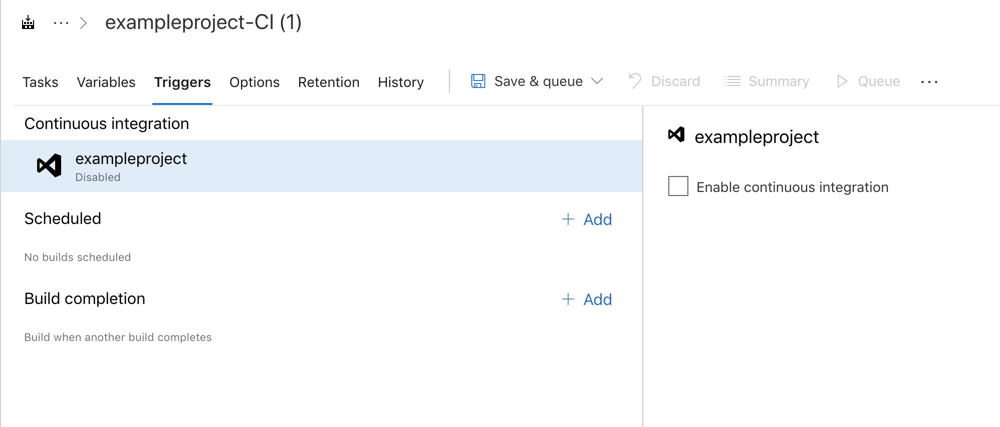 exampleproject-CI (1)
Tasks Variables Triggers Options Retention History Save & queue Discard Summary Queue
Continuous integration
exampleproject
Disabled
Scheduled
Add
No builds scheduled
Build completion
Add
Build when another build completes
exampleproject
Enable continuous integration